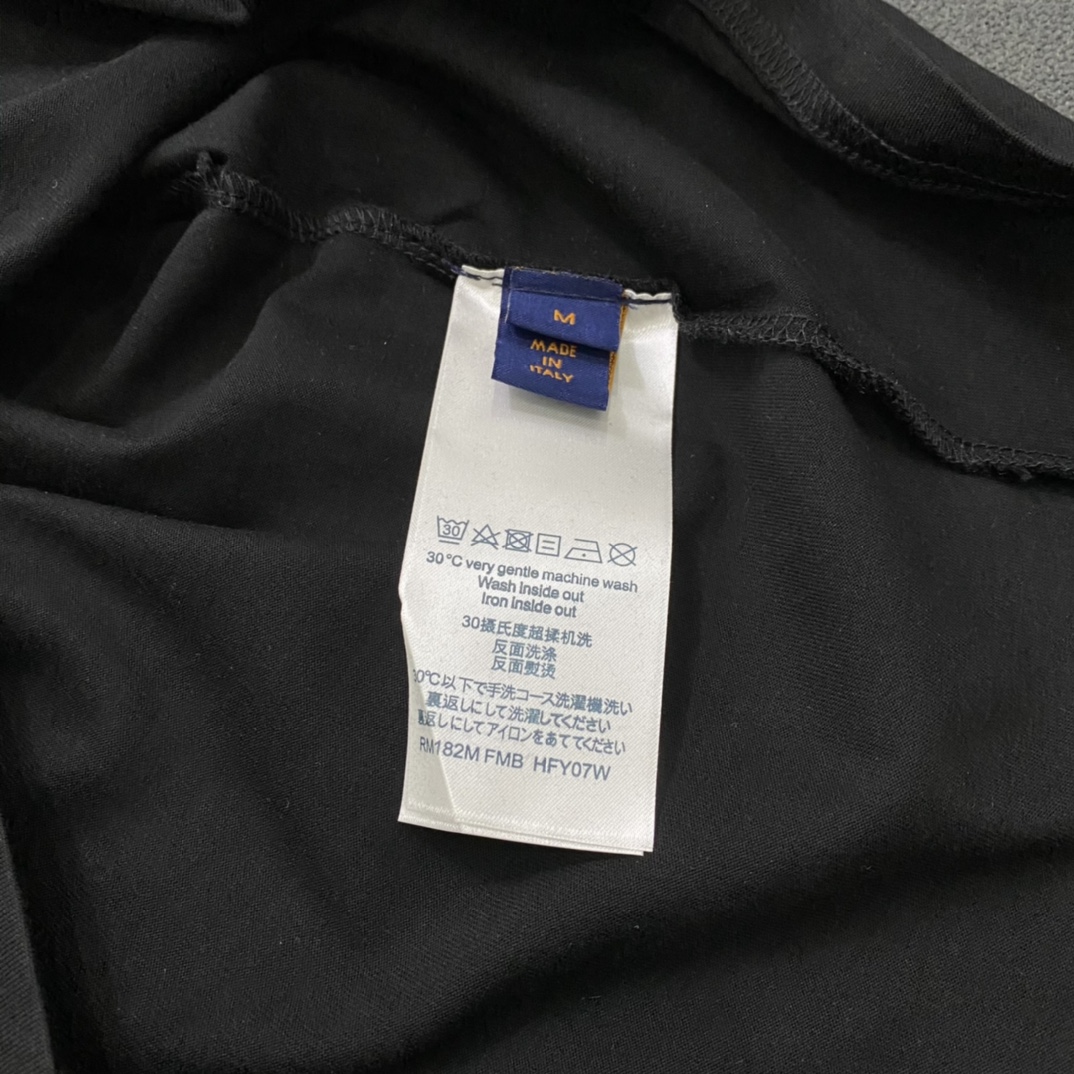 M
MADE
IN
ITALY
30
30°C very gentle machine wash
Wash inside out
Iron inside out
30摄氏度超揉机洗
反面洗涤
反面熨烫
0℃以下で手洗コース洗濯機洗い
裏返しにして洗濯してください
裏返しにしてアイロンをあててください
RM182M FMB HFY07W